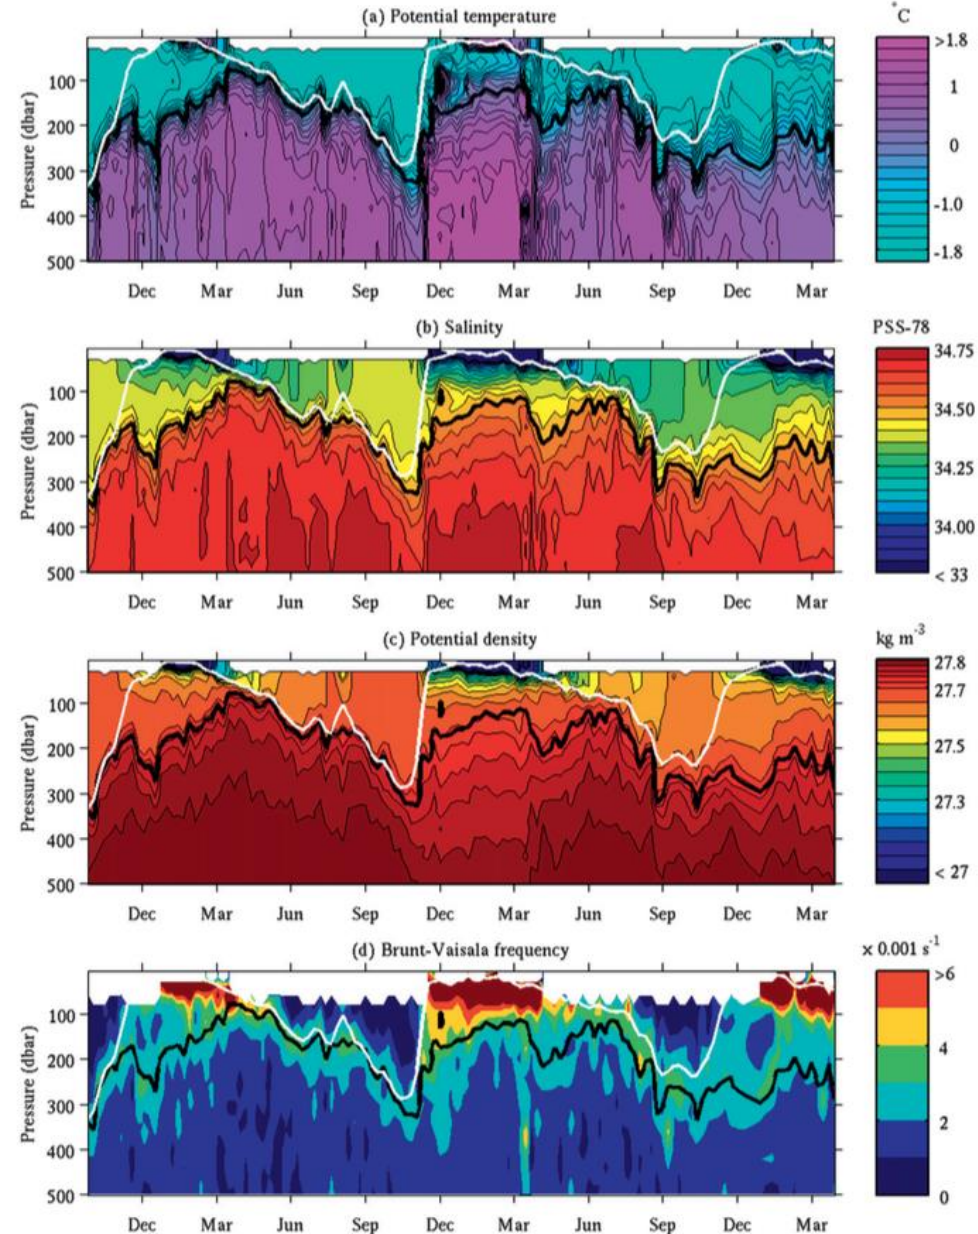 (a) Potential temperature
°C
>1.8
1
0
-1.0
-1.8
Pressure (dbar)
100
200
300
400
500
Dec Mar Jun Sep Dec Mar Jun Sep Dec Mar
(b) Salinity
PSS-78
34.75
34.50
34.25
34.00
< 33
Pressure (dbar)
100
200
300
400
500
Dec Mar Jun Sep Dec Mar Jun Sep Dec Mar
(c) Potential density
kg m⁻³
27.8
27.7
27.5
27.3
< 27
Pressure (dbar)
100
200
300
400
500
Dec Mar Jun Sep Dec Mar Jun Sep Dec Mar
(d) Brunt-Vaisala frequency
x 0.001 s⁻¹
>6
4
2
0
Pressure (dbar)
100
200
300
400
500
Dec Mar Jun Sep Dec Mar Jun Sep Dec Mar